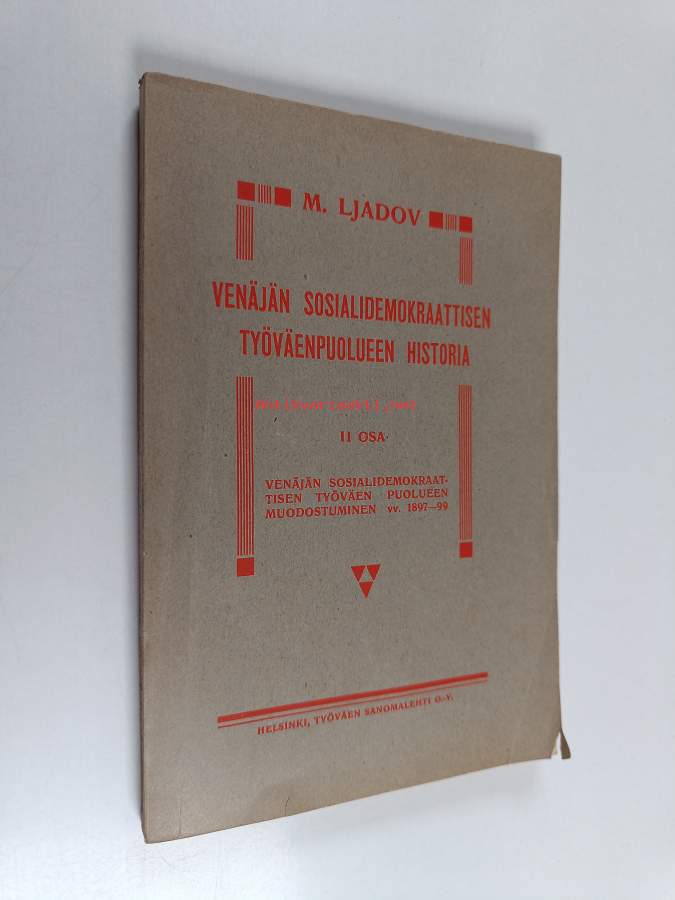 M. LJADOV
VENÄJÄN SOSIALIDEMOKRAATTISEN
TYÖVÄENPUOLUEEN HISTORIA
II OSA
VENÄJÄN SOSIALIDEMOKRAAT-
TISEN TYÖVÄEN PUOLUEEN
MUODOSTUMINEN vv. 1897—99
HELSINKI, TYÖVÄEN SANOMALEHTI O.-Y.